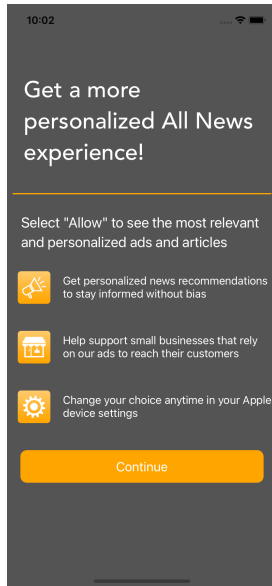 10:02
Get a more
personalized All News
experience!
Select "Allow" to see the most relevant
and personalized ads and articles
Get personalized news recommendations
to stay informed without bias
Help support small businesses that rely
on our ads to reach their customers
Change your choice anytime in your Apple
device settings
Continue